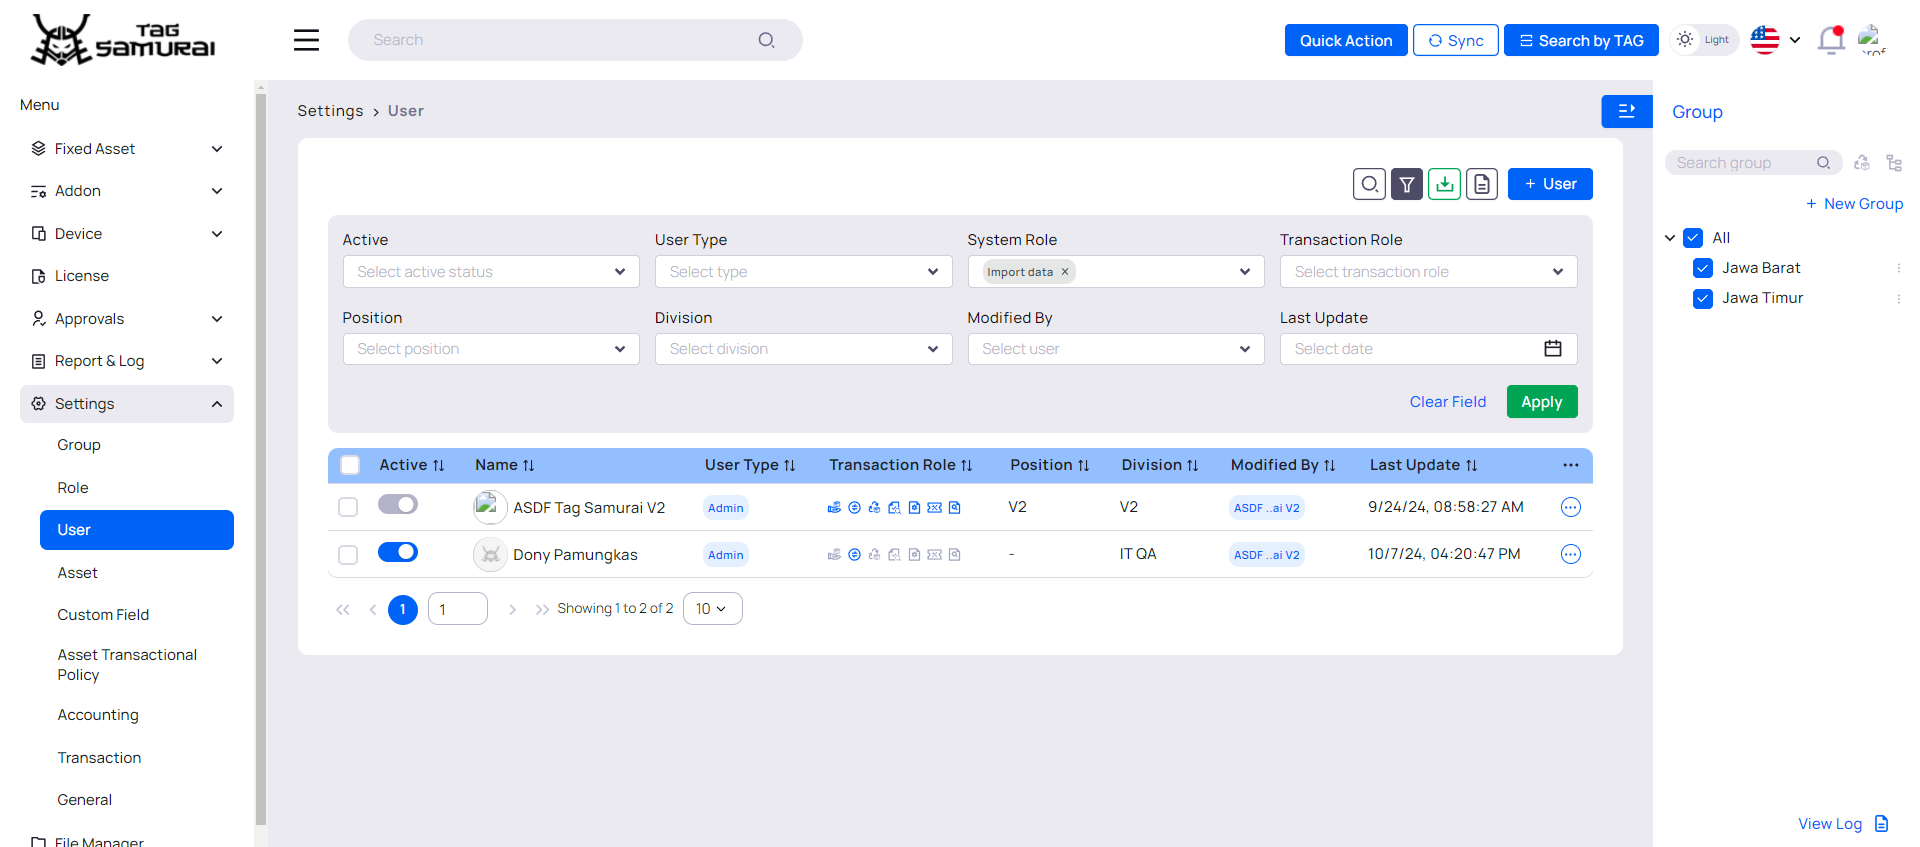 TAG SAMURAI
Search
Quick Action
Sync
Search by TAG
Light
Menu
Fixed Asset
Addon
Device
License
Approvals
Report & Log
Settings
Group
Role
User
Asset
Custom Field
Asset Transactional
Policy
Accounting
Transaction
General
File Manager
Settings > User
+ User
Active
User Type
System Role
Transaction Role
Select active status
Select type
Import data ×
Select transaction role
Position
Division
Modified By
Last Update
Select position
Select division
Select user
Select date
Clear Field
Apply
Active Name User Type Transaction Role Position Division Modified By Last Update
ASDF Tag Samurai V2 Admin V2 V2 ASDF ..ai V2 9/24/24, 08:58:27 AM
Dony Pamungkas Admin - IT QA ASDF ..ai V2 10/7/24, 04:20:47 PM
1 1 Showing 1 to 2 of 2 10
Group
Search group
+ New Group
All
Jawa Barat
Jawa Timur
View Log